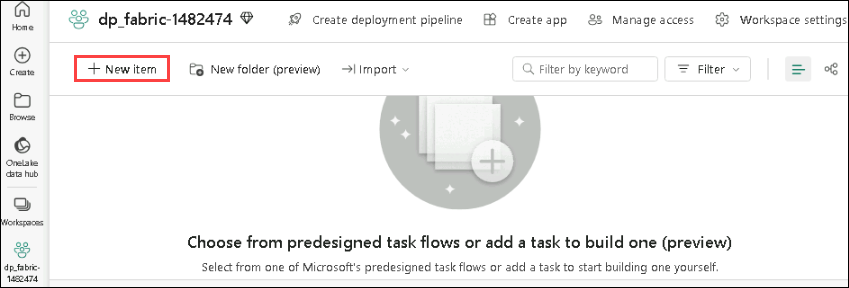 Home
Create
Browse
OneLake
data hub
Workspaces
dp_fabric-
1482474
dp_fabric-1482474 Create deployment pipeline Create app Manage access Workspace settings
New item New folder (preview) Import Filter by keyword Filter
Choose from predesigned task flows or add a task to build one (preview)
Select from one of Microsoft's predesigned task flows or add a task to start building one yourself.